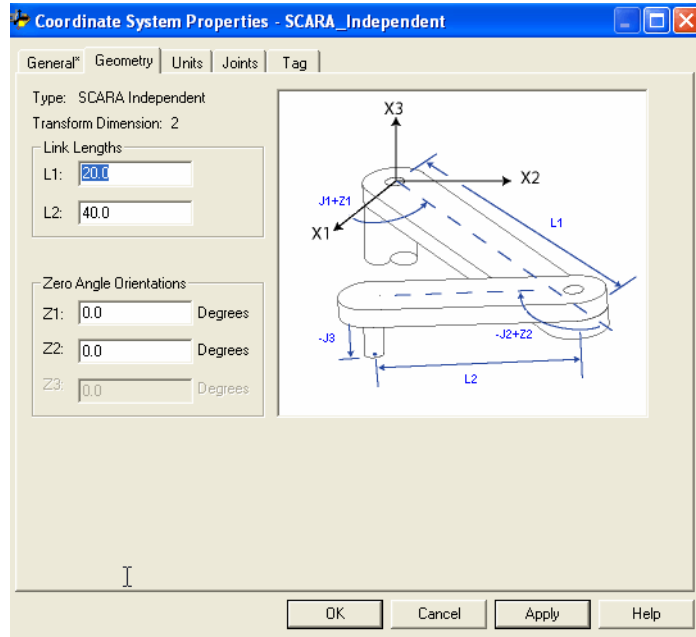 Coordinate System Properties - SCARA_Independent
General* Geometry Units Joints Tag
Type: SCARA Independent
Transform Dimension: 2
Link Lengths
L1: 20.0
L2: 40.0
Zero Angle Orientations
Z1: 0.0 Degrees
Z2: 0.0 Degrees
Z3: 0.0 Degrees
X3
X2
J1+Z1
L1
X1
-J3
-J2+Z2
L2
OK Cancel Apply Help